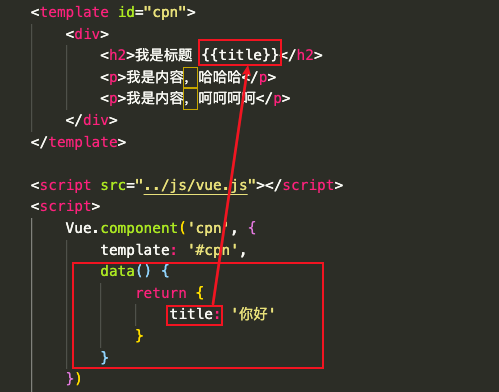 <template id="cpn">
<div>
<h2>我是标题 {{title}}</h2>
<p>我是内容，哈哈哈</p>
<p>我是内容，呵呵呵呵</p>
</div>
</template>
<script src="../js/vue.js"></script>
<script>
Vue.component('cpn', {
template: '#cpn',
data() {
return {
title: '你好'
}
}
})